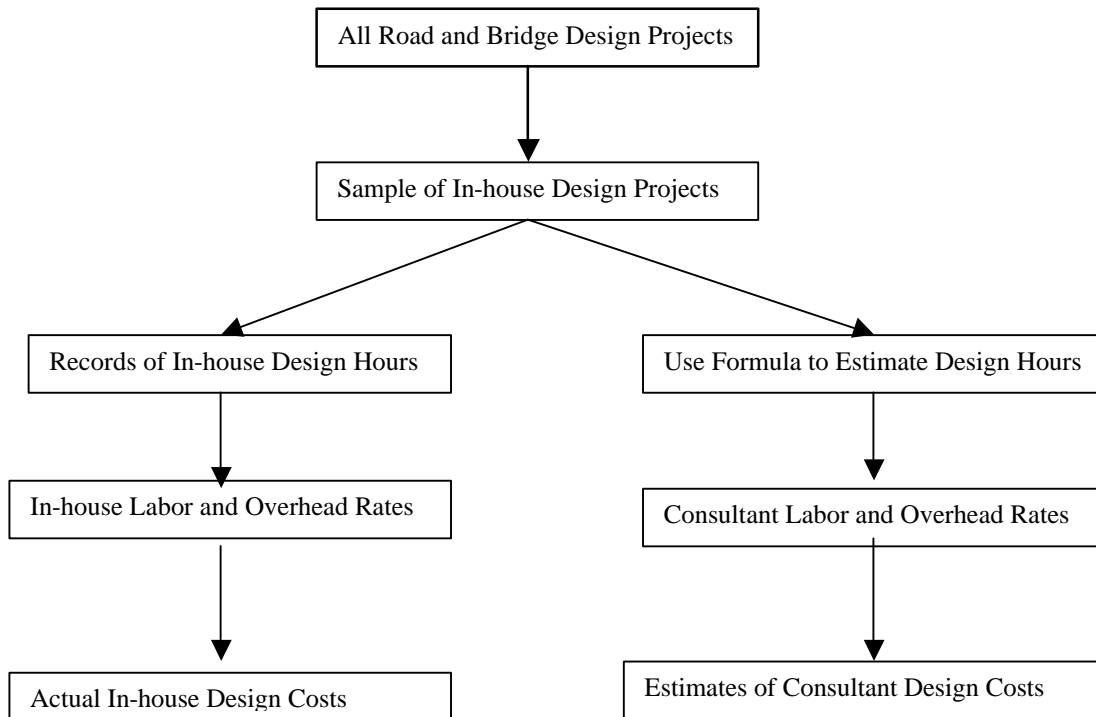 All Road and Bridge Design Projects
Sample of In-house Design Projects
Records of In-house Design Hours
Use Formula to Estimate Design Hours
In-house Labor and Overhead Rates
Consultant Labor and Overhead Rates
Actual In-house Design Costs
Estimates of Consultant Design Costs